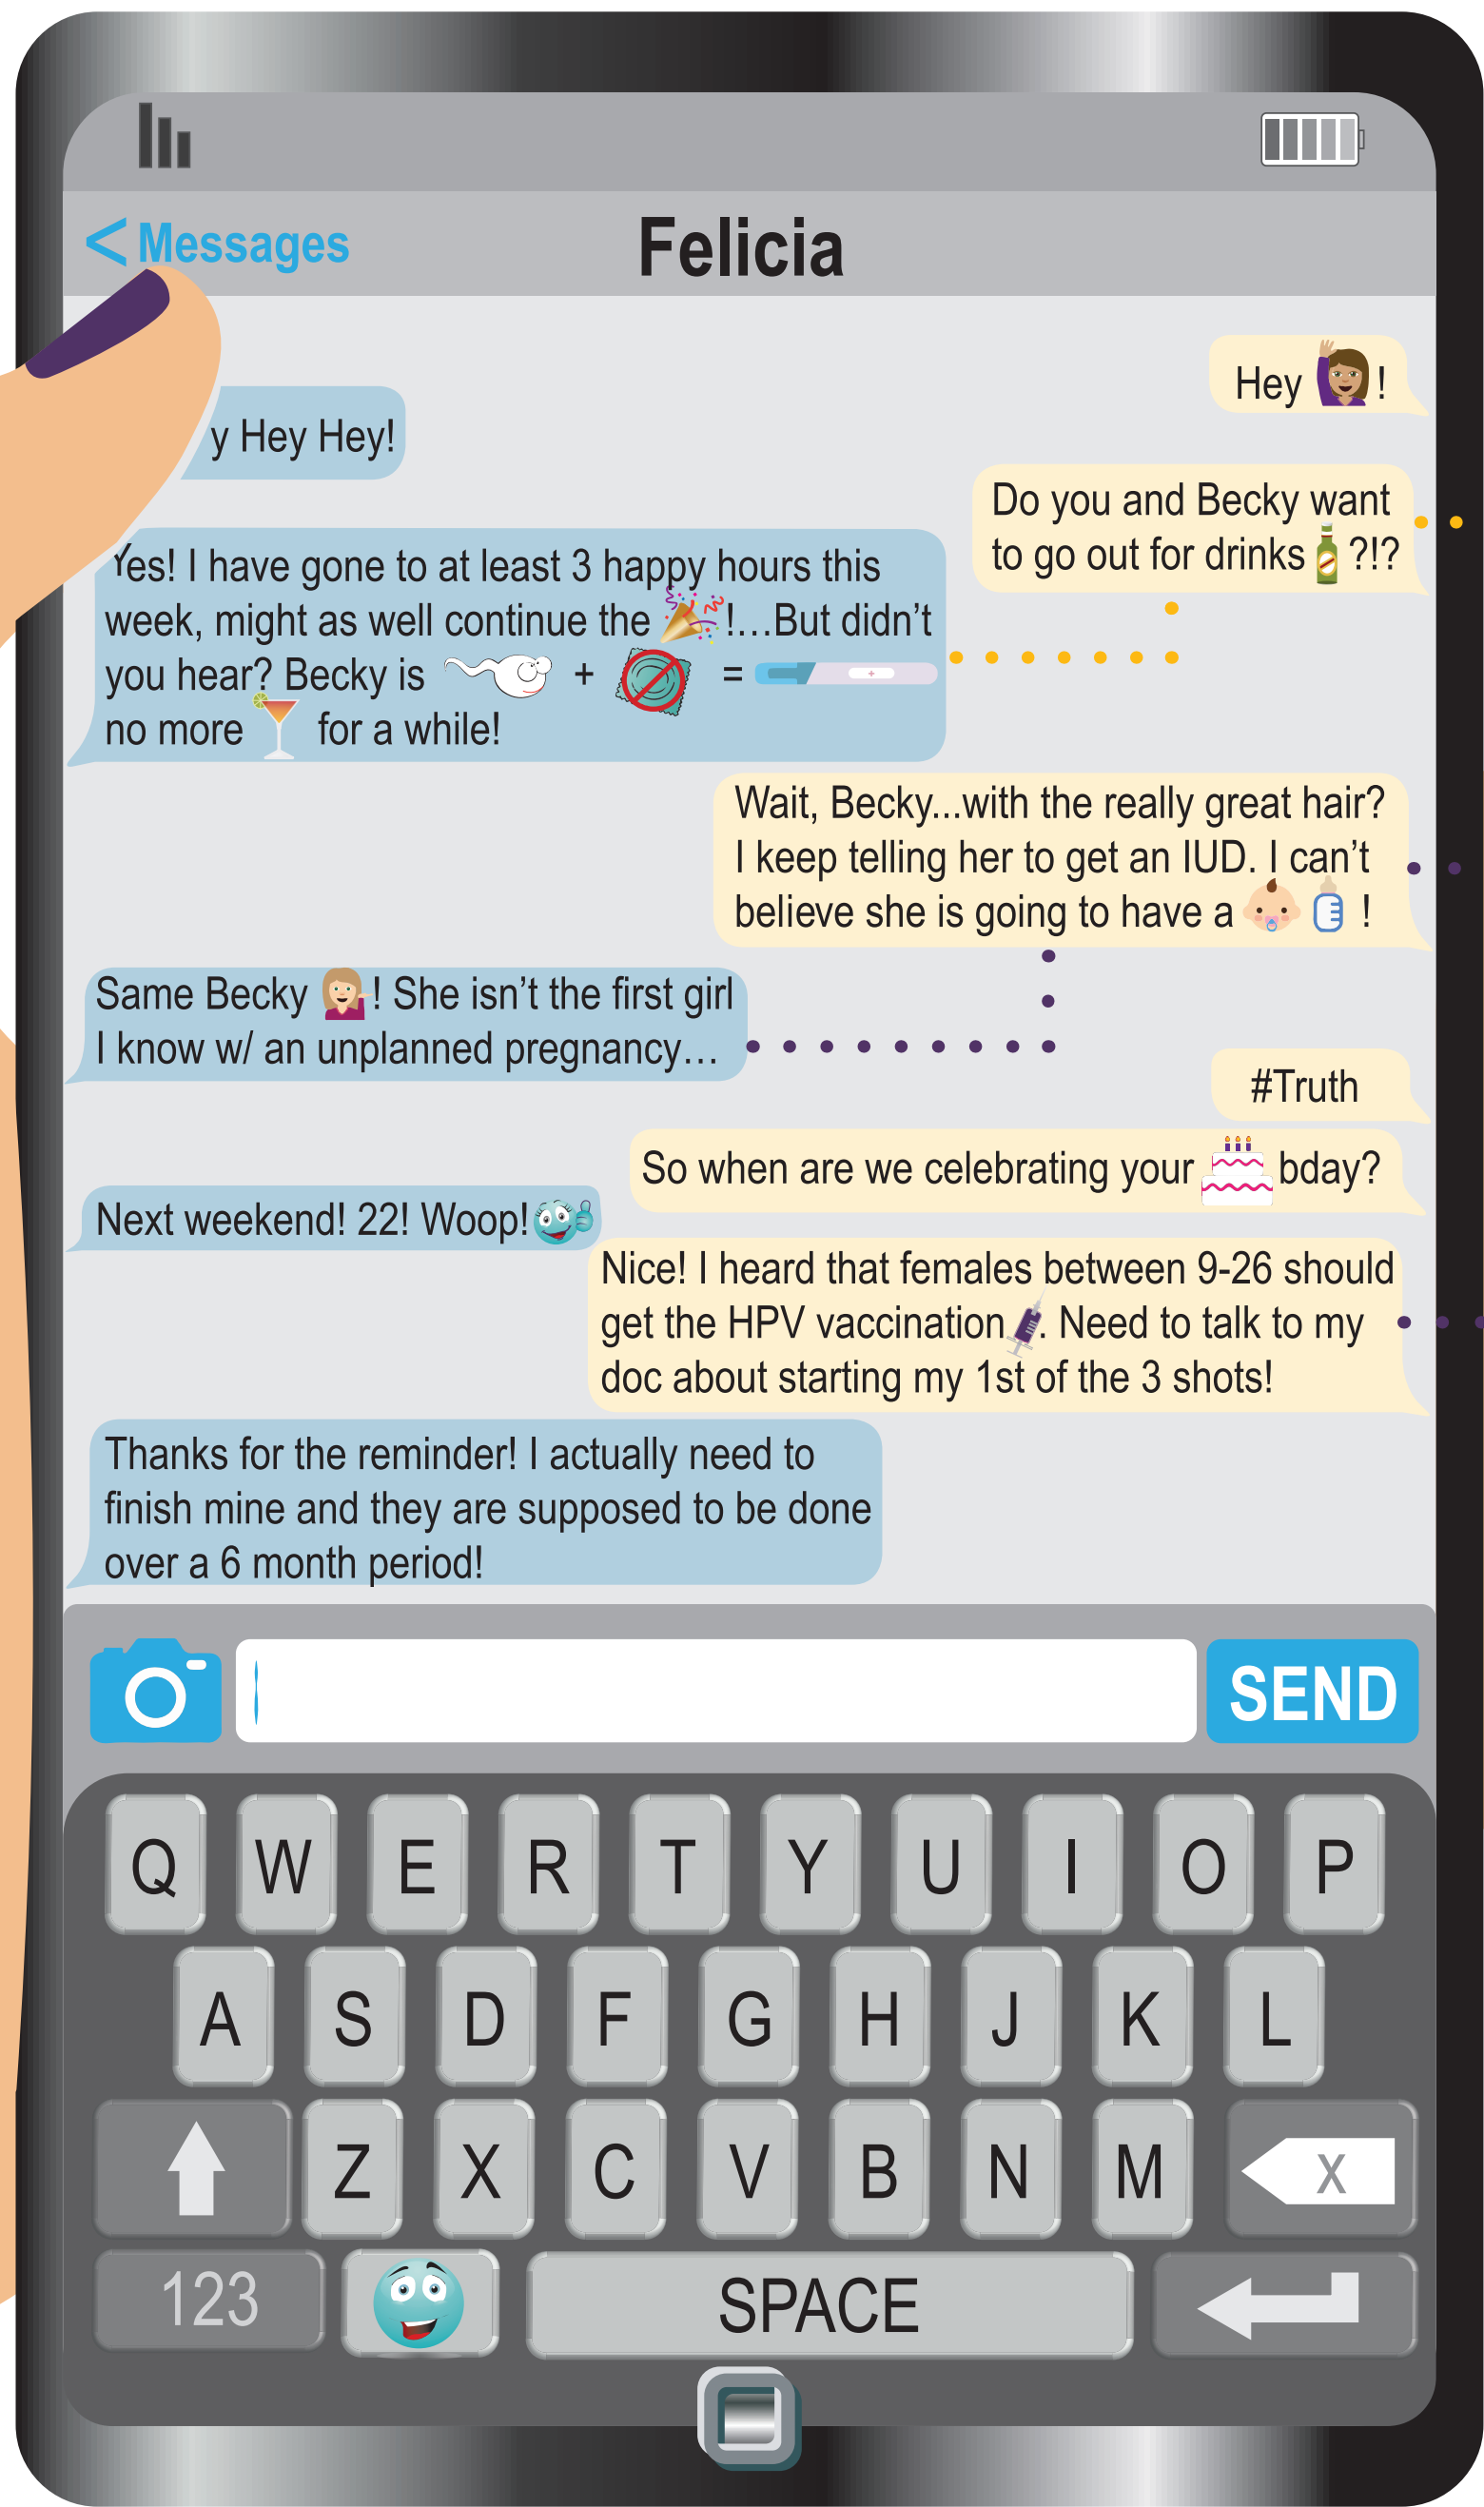 < Messages
Felicia
Hey !
y Hey Hey!
Do you and Becky want
to go out for drinks ?!?
Yes! I have gone to at least 3 happy hours this
week, might as well continue the !...But didn't
you hear? Becky is + =
no more for a while!
Wait, Becky...with the really great hair?
I keep telling her to get an IUD. I can't
believe she is going to have a !
Same Becky ! She isn't the first girl
I know w/ an unplanned pregnancy...
#Truth
So when are we celebrating your bday?
Next weekend! 22! Woop!
Nice! I heard that females between 9-26 should
get the HPV vaccination . Need to talk to my
doc about starting my 1st of the 3 shots!
Thanks for the reminder! I actually need to
finish mine and they are supposed to be done
over a 6 month period!
SEND
Q W E R T Y U I O P
A S D F G H J K L
Z X C V B N M X
123 SPACE